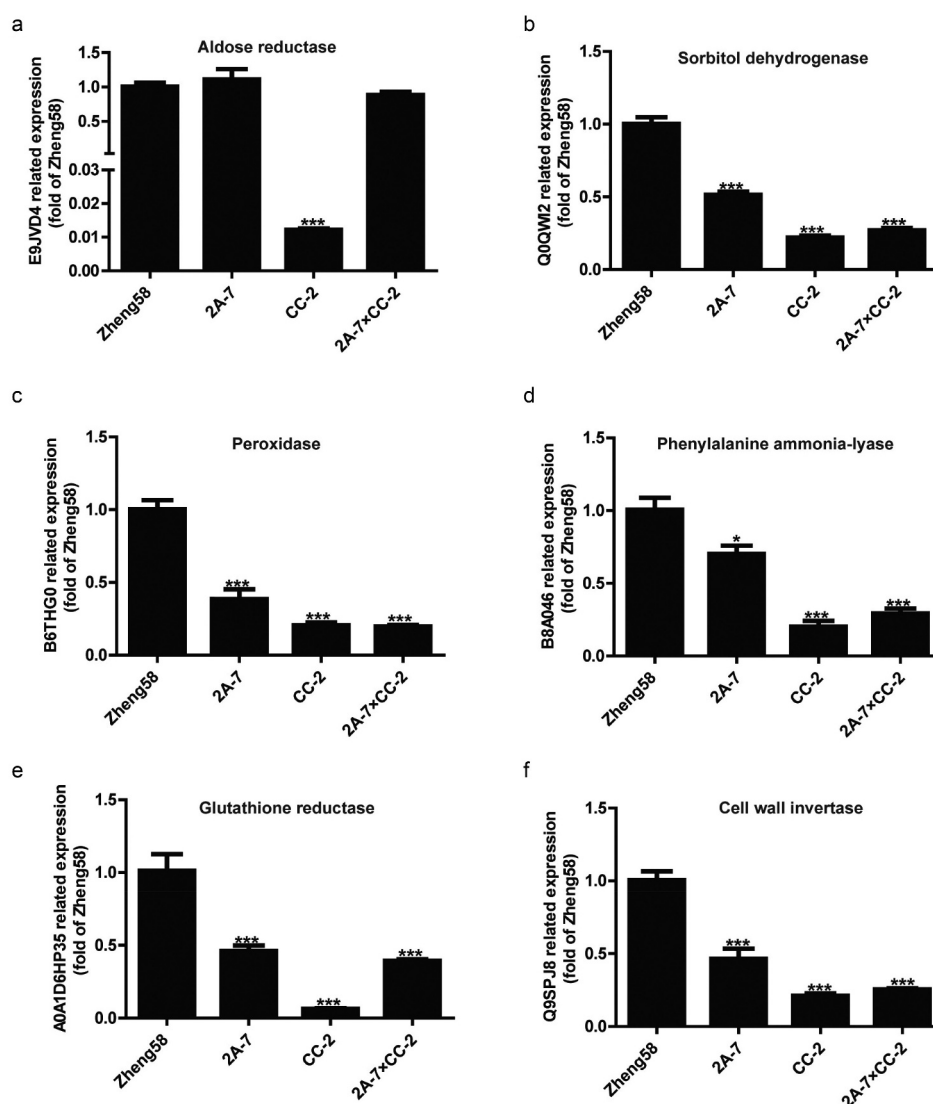 a
Aldose reductase
E9JVD4 related expression
(fold of Zheng58)
1.5
1.0
0.5
0.03
0.02
0.01
0.00
***
Zheng58
2A-7
CC-2
2A-7×CC-2
b
Sorbitol dehydrogenase
Q0QWI2 related expression
(fold of Zheng58)
1.5
1.0
0.5
0.0
***
***
***
Zheng58
2A-7
CC-2
2A-7×CC-2
c
Peroxidase
B6THG0 related expression
(fold of Zheng58)
1.5
1.0
0.5
0.0
***
***
***
Zheng58
2A-7
CC-2
2A-7×CC-2
d
Phenylalanine ammonia-lyase
B8A046 related expression
(fold of Zheng58)
1.5
1.0
0.5
0.0
*
***
***
Zheng58
2A-7
CC-2
2A-7×CC-2
e
Glutathione reductase
A0A1D6HP35 related expression
(fold of Zheng58)
1.5
1.0
0.5
0.0
***
***
***
Zheng58
2A-7
CC-2
2A-7×CC-2
f
Cell wall invertase
Q9SPJ8 related expression
(fold of Zheng58)
1.5
1.0
0.5
0.0
***
***
***
Zheng58
2A-7
CC-2
2A-7×CC-2